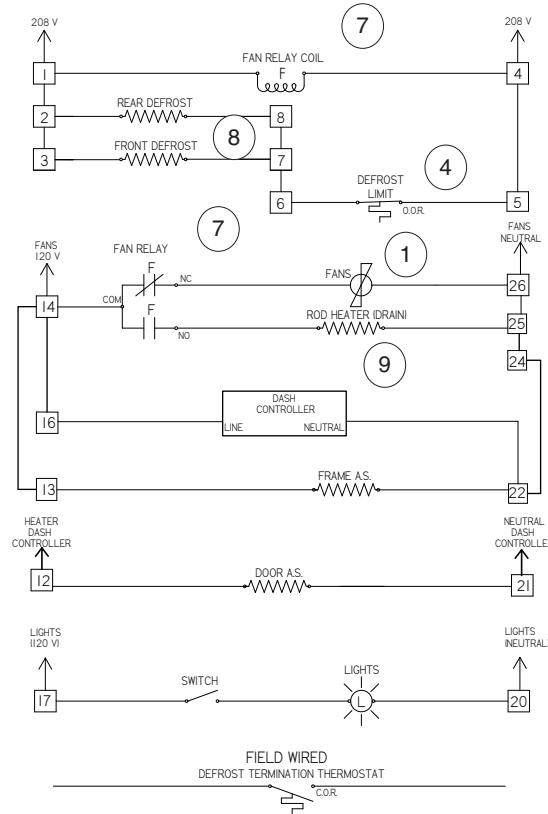 208 V
7
208 V
FAN RELAY COIL
F
1
4
REAR DEFROST
2
8
8
FRONT DEFROST
3
7
4
DEFROST
LIMIT
O.O.R.
6
5
7
FANS
120 V
FANS
NEUTRAL
FAN RELAY
F
NC
1
FANS
26
14
COM
F
NO
ROD HEATER (DRAIN)
25
24
9
DASH
CONTROLLER
16
LINE
NEUTRAL
FRAME A.S.
13
22
HEATER
DASH
CONTROLLER
NEUTRAL
DASH
CONTROLLE
12
DOOR A.S.
21
LIGHTS
(120 V)
LIGHTS
(NEUTRAL
SWITCH
LIGHTS
17
L
20
FIELD WIRED
DEFROST TERMINATION THERMOSTAT
C.O.R.